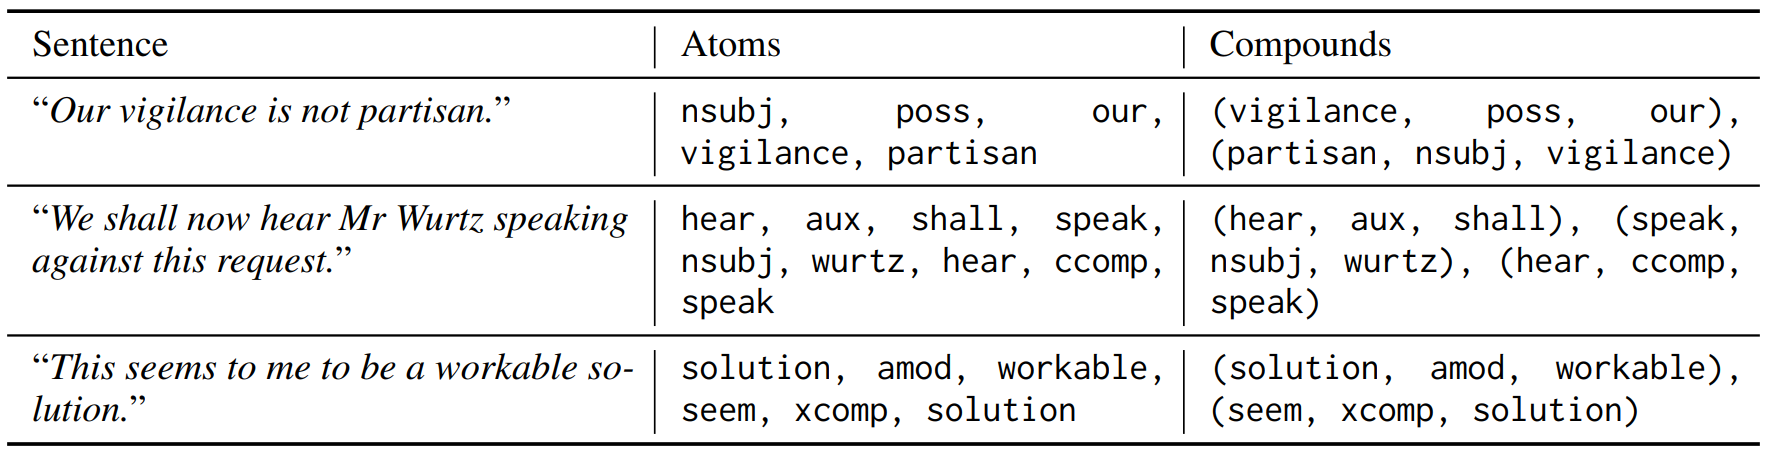 Sentence Atoms Compounds
“Our vigilance is not partisan.” nsubj, poss, our, (vigilance, poss, our),
vigilance, partisan (partisan, nsubj, vigilance)
“We shall now hear Mr Wurtz speaking hear, aux, shall, speak, (hear, aux, shall), (speak,
against this request.” nsubj, wurtz, hear, ccomp, nsubj, wurtz), (hear, ccomp,
speak speak)
“This seems to me to be a workable so- solution, amod, workable, (solution, amod, workable),
lution.” seem, xcomp, solution (seem, xcomp, solution)